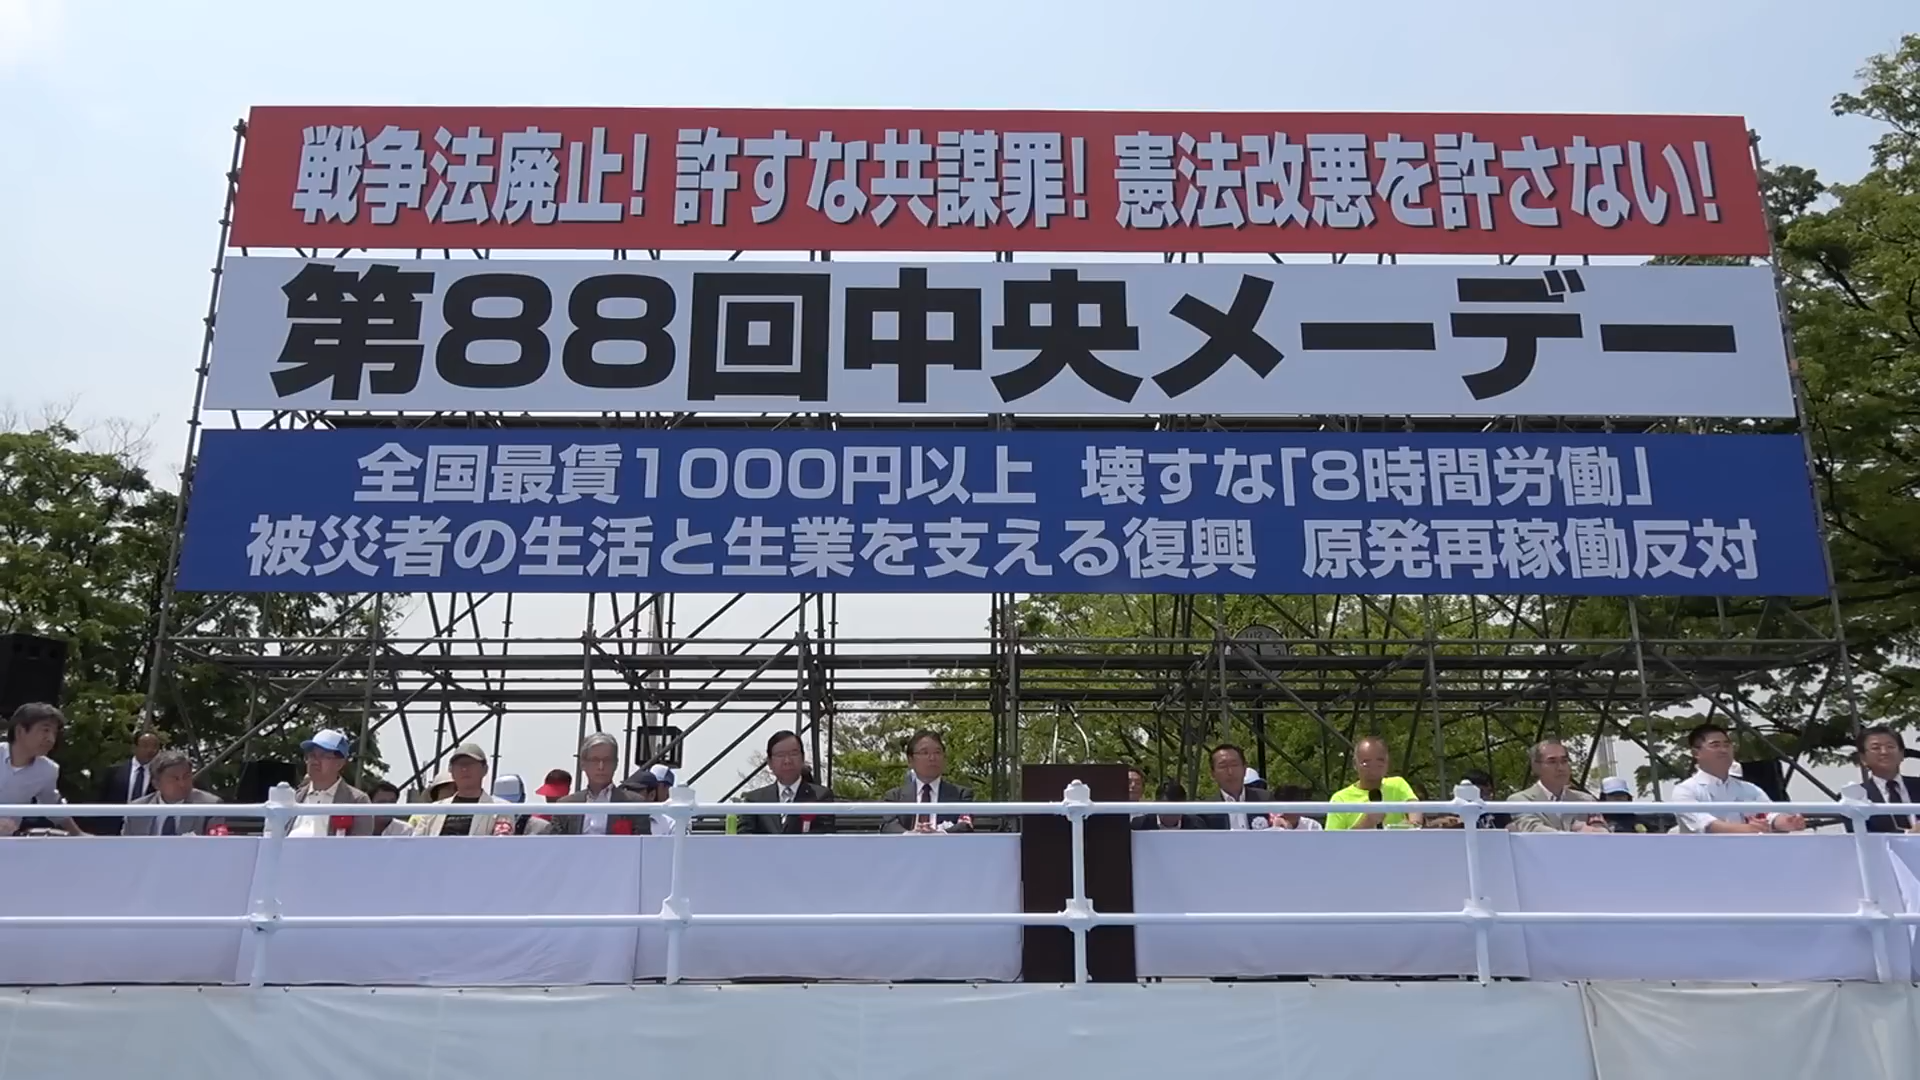 戦争法廃止！ 許すな共謀罪！ 憲法改悪を許さない！
第88回中央メーデー
全国最賃1000円以上 壊すな「8時間労働」
被災者の生活と生業を支える復興 原発再稼働反対